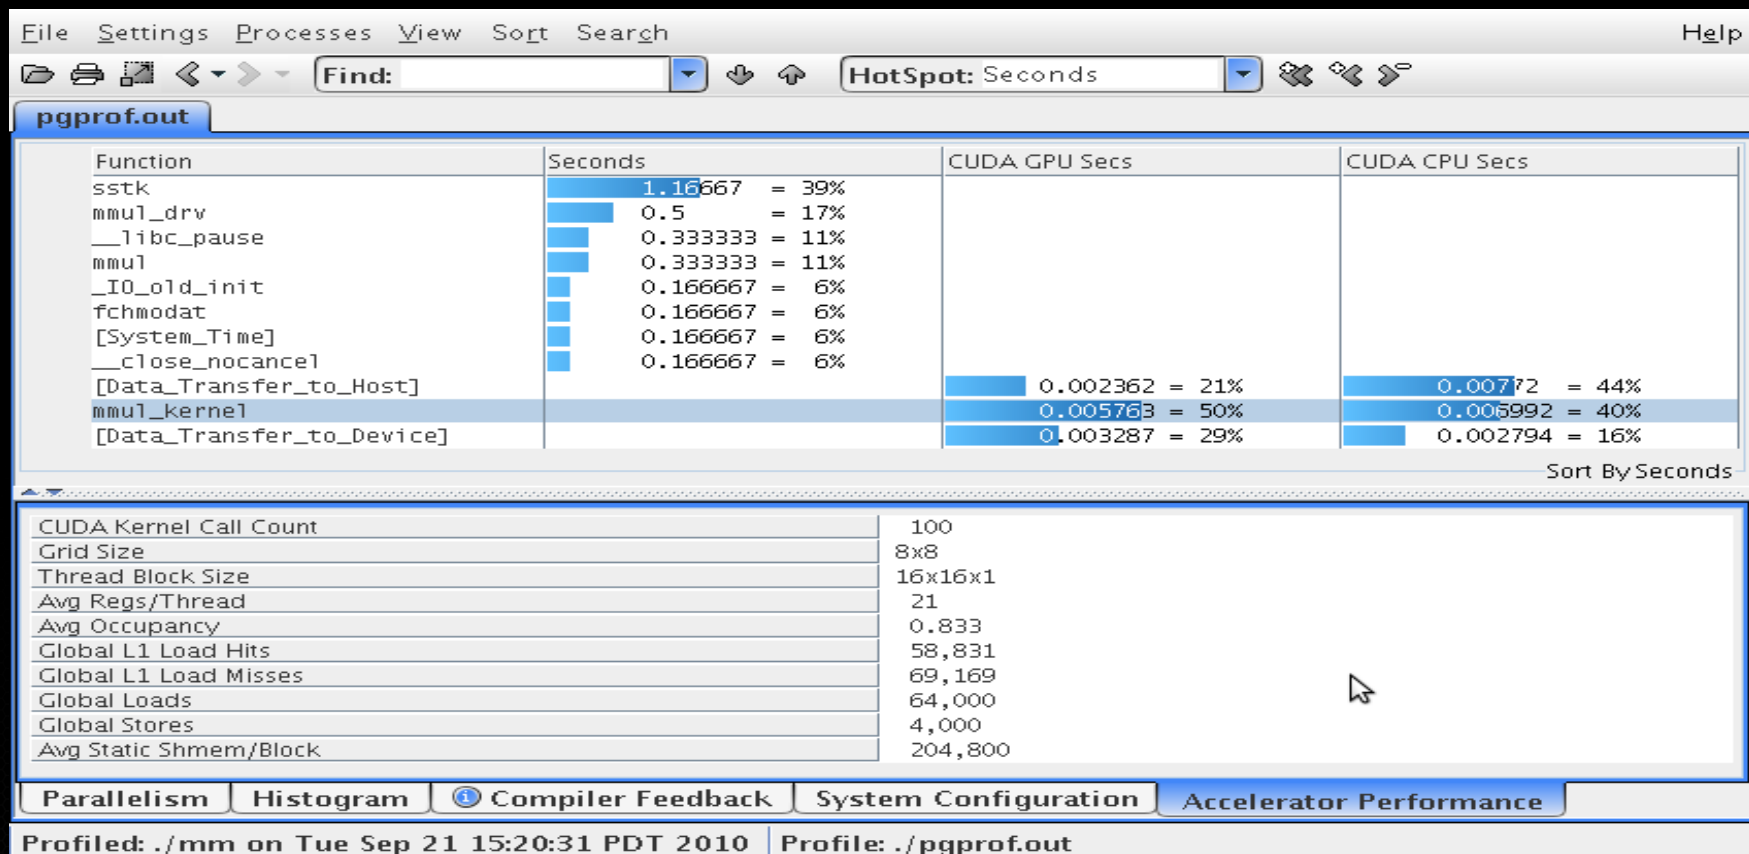 File Settings Processes View Sort Search Help
Find: HotSpot: Seconds
pgprof.out
Function Seconds CUDA GPU Secs CUDA CPU Secs
sstk 1.16667 = 39%
mmul_drv 0.5 = 17%
__libc_pause 0.333333 = 11%
mmul 0.333333 = 11%
_IO_old_init 0.166667 = 6%
fchmodat 0.166667 = 6%
[System_Time] 0.166667 = 6%
__close_nocancel 0.166667 = 6%
[Data_Transfer_to_Host] 0.002362 = 21% 0.00772 = 44%
mmul_kernel 0.005763 = 50% 0.006992 = 40%
[Data_Transfer_to_Device] 0.003287 = 29% 0.002794 = 16%
Sort By Seconds
CUDA Kernel Call Count 100
Grid Size 8x8
Thread Block Size 16x16x1
Avg Regs/Thread 21
Avg Occupancy 0.833
Global L1 Load Hits 58,831
Global L1 Load Misses 69,169
Global Loads 64,000
Global Stores 4,000
Avg Static Shmem/Block 204,800
Parallelism Histogram Compiler Feedback System Configuration Accelerator Performance
Profiled: ./mm on Tue Sep 21 15:20:31 PDT 2010 Profile: ./pgprof.out